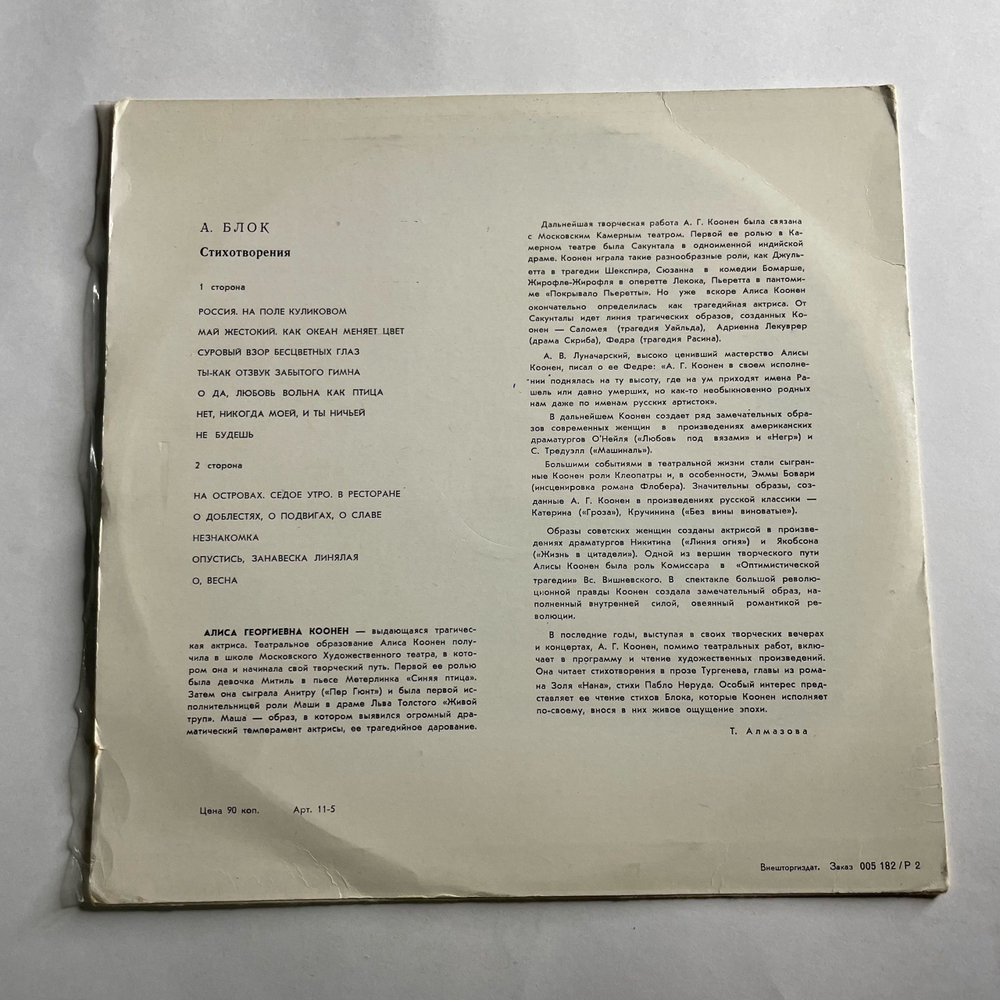 А. БЛОК
Стихотворения
1 сторона
РОССИЯ. НА ПОЛЕ КУЛИКОВОМ
МАЙ ЖЕСТОКИЙ. КАК ОКЕАН МЕНЯЕТ ЦВЕТ
СУРОВЫЙ ВЗОР БЕСЦВЕТНЫХ ГЛАЗ
ТЫ-КАК ОТЗВУК ЗАБЫТОГО ГИМНА
О ДА, ЛЮБОВЬ ВОЛЬНА КАК ПТИЦА
НЕТ, НИКОГДА МОЕЙ, И ТЫ НИЧЬЕЙ
НЕ БУДЕШЬ
2 сторона
НА ОСТРОВАХ. СЕДОЕ УТРО. В РЕСТОРАНЕ
О ДОБЛЕСТЯХ, О ПОДВИГАХ, О СЛАВЕ
НЕЗНАКОМКА
ОПУСТИСЬ, ЗАНАВЕСКА ЛИНЯЛАЯ
О, ВЕСНА
АЛИСА ГЕОРГИЕВНА КООНЕН — выдающаяся трагичес-
кая актриса. Театральное образование Алиса Коонен полу-
чила в школе Московского Художественного театра, в кото-
ром она и начинала свой творческий путь. Первой ее ролью
была девочка Митиль в пьесе Метерлинка «Синяя птица».
Затем она сыграла Анитру («Пер Гюнт») и была первой ис-
полнительницей роли Маши в драме Льва Толстого «Живой
труп». Маша — образ, в котором выявился огромный дра-
матический темперамент актрисы, ее трагедийное дарование.
Цена 90 коп. Арт. 11-5
Дальнейшая творческая работа А. Г. Коонен была связана
с Московским Камерным театром. Первой ее ролью в Ка-
мерном театре была Сакунтала в одноименной индийской
драме. Коонен играла такие разнообразные роли, как Джуль-
етта в трагедии Шекспира, Сюзанна в комедии Бомарше,
Жирофле-Жирофля в оперетте Лекока, Пьеретта в пантоми-
ме «Покрывало Пьеретты». Но уже вскоре Алиса Коонен
окончательно определилась как трагедийная актриса. От
Сакунталы идет линия трагических образов, созданных Ко-
онен — Саломея (трагедия Уайльда), Адриенна Лекуврер
(драма Скриба), Федра (трагедия Расина).
А. В. Луначарский, высоко ценивший мастерство Алисы
Коонен, писал о ее Федре: «А. Г. Коонен в своем исполне-
нии поднялась на ту высоту, где на ум приходят имена Ра-
шель или давно умерших, но как-то необыкновенно родных
нам даже по именам русских артисток».
В дальнейшем Коонен создает ряд замечательных обра-
зов современных женщин в произведениях американских
драматургов О'Нейля («Любовь под вязами» и «Негр») и
С. Тредуэлл («Машиналь»).
Большими событиями в театральной жизни стали сыгран-
ные Коонен роли Клеопатры и, в особенности, Эммы Бовари
(инсценировка романа Флобера). Значительны образы, соз-
данные А. Г. Коонен в произведениях русской классики —
Катерина («Гроза»), Кручинина («Без вины виноватые»).
Образы советских женщин созданы актрисой в произве-
дениях драматургов Никитина («Линия огня») и Якобсона
(«Жизнь в цитадели»). Одной из вершин творческого пути
Алисы Коонен была роль Комиссара в «Оптимистической
трагедии» Вс. Вишневского. В спектакле большой револю-
ционной правды Коонен создала замечательный образ, на-
полненный внутренней силой, овеянный романтикой ре-
волюции.
В последние годы, выступая в своих творческих вечерах
и концертах, А. Г. Коонен, помимо театральных работ, вклю-
чает в программу и чтение художественных произведений.
Она читает стихотворения в прозе Тургенева, главы из рома-
на Золя «Нана», стихи Пабло Неруда. Особый интерес пред-
ставляет ее чтение стихов Блока, которые Коонен исполняет
по-своему, внося в них живое ощущение эпохи.
Т. Алмазова
Внешторгиздат. Заказ 005 182/Р 2